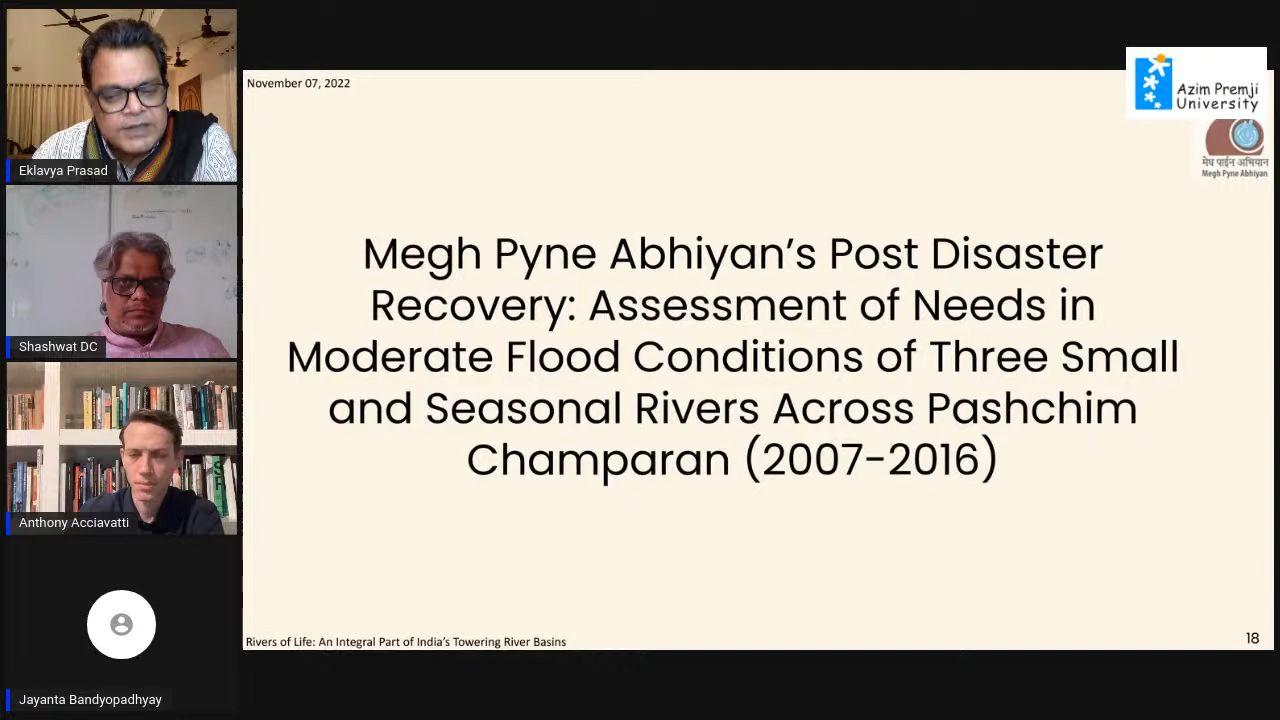 November 07, 2022
Azim Premji
University
मेघ पाईन अभियान
Megh Pyne Abhiyan
Eklavya Prasad
Shashwat DC
Anthony Acciavatti
Jayanta Bandyopadhyay
Megh Pyne Abhiyan’s Post Disaster
Recovery: Assessment of Needs in
Moderate Flood Conditions of Three Small
and Seasonal Rivers Across Pashchim
Champaran (2007-2016)
Rivers of Life: An Integral Part of India’s Towering River Basins
18